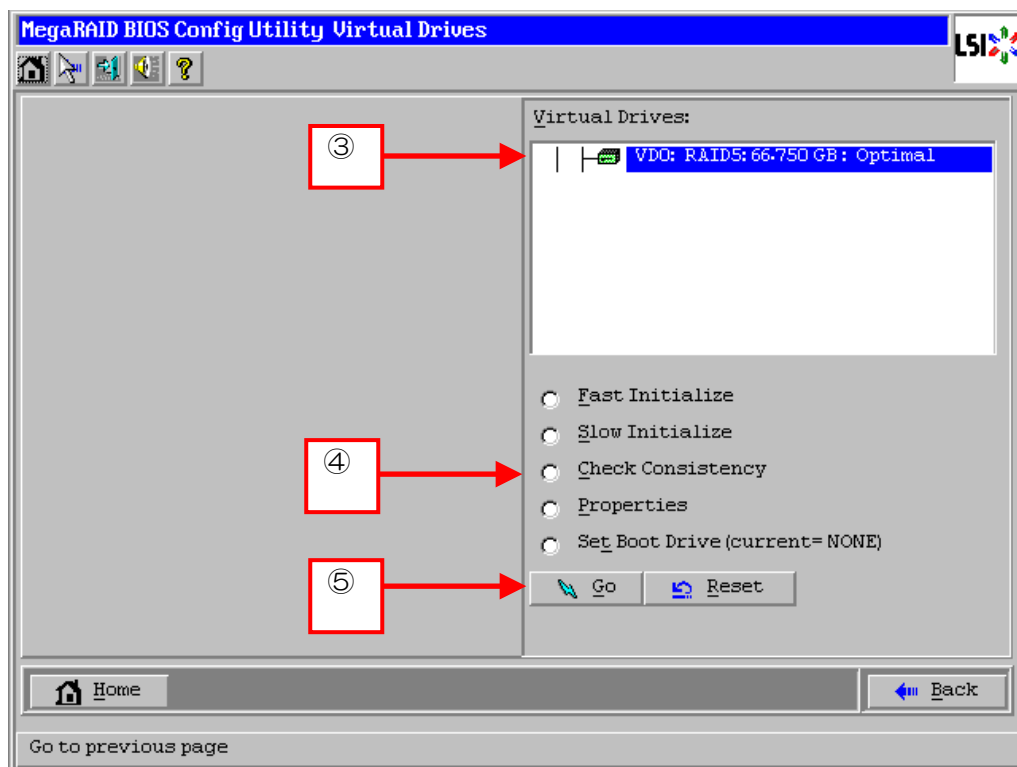 MegaRAID BIOS Config Utility Virtual Drives
LSI
?
Virtual Drives:
③
VD0: RAID5: 66.750 GB: Optimal
Fast Initialize
Slow Initialize
④
Check Consistency
Properties
Set Boot Drive (current= NONE)
⑤
Go
Reset
Home
Back
Go to previous page